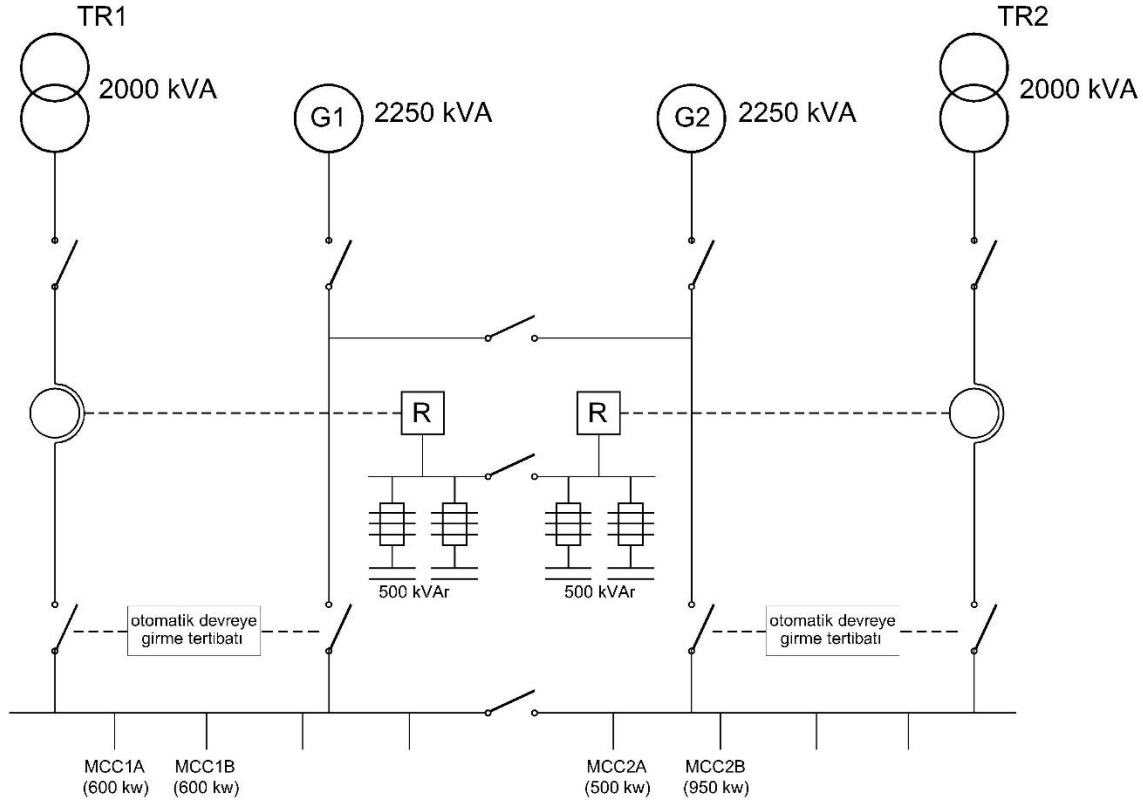 TR1
TR2
2000 kVA
G1
2250 kVA
G2
2250 kVA
2000 kVA
R
R
500 kVAr
500 kVAr
otomatik devreye
girme tertibatı
otomatik devreye
girme tertibatı
MCC1A
(600 kw)
MCC1B
(600 kw)
MCC2A
(500 kw)
MCC2B
(950 kw)